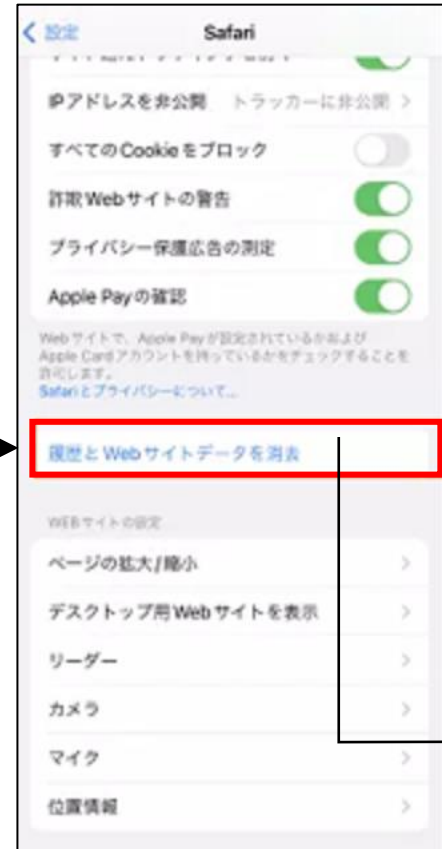 設定
Safari
IPアドレスを非公開 トラッカーに非公開
すべてのCookieをブロック
詐欺Webサイトの警告
プライバシー保護広告の測定
Apple Payの確認
Webサイトで、Apple Payが設定されているかおよび
Apple Cardアカウントを持っているかをチェックすることを
許可します。
Safariとプライバシーについて...
履歴とWebサイトデータを消去
WEBサイトの設定
ページの拡大/縮小
デスクトップ用Webサイトを表示
リーダー
カメラ
マイク
位置情報